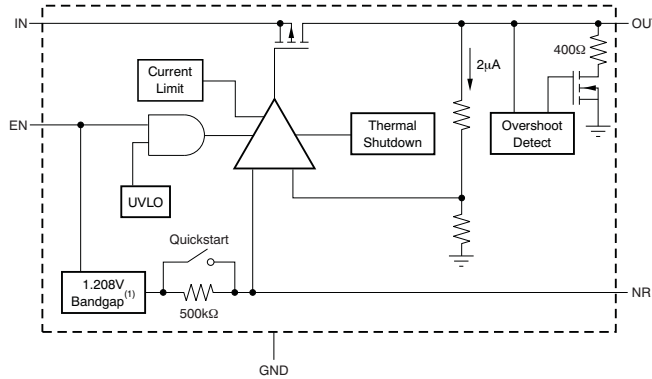 IN
OU
400Ω
2μA
Current
Limit
EN
Thermal
Shutdown
Overshoot
Detect
UVLO
Quickstart
1.208V
Bandgap(1)
500kΩ
NR
GND